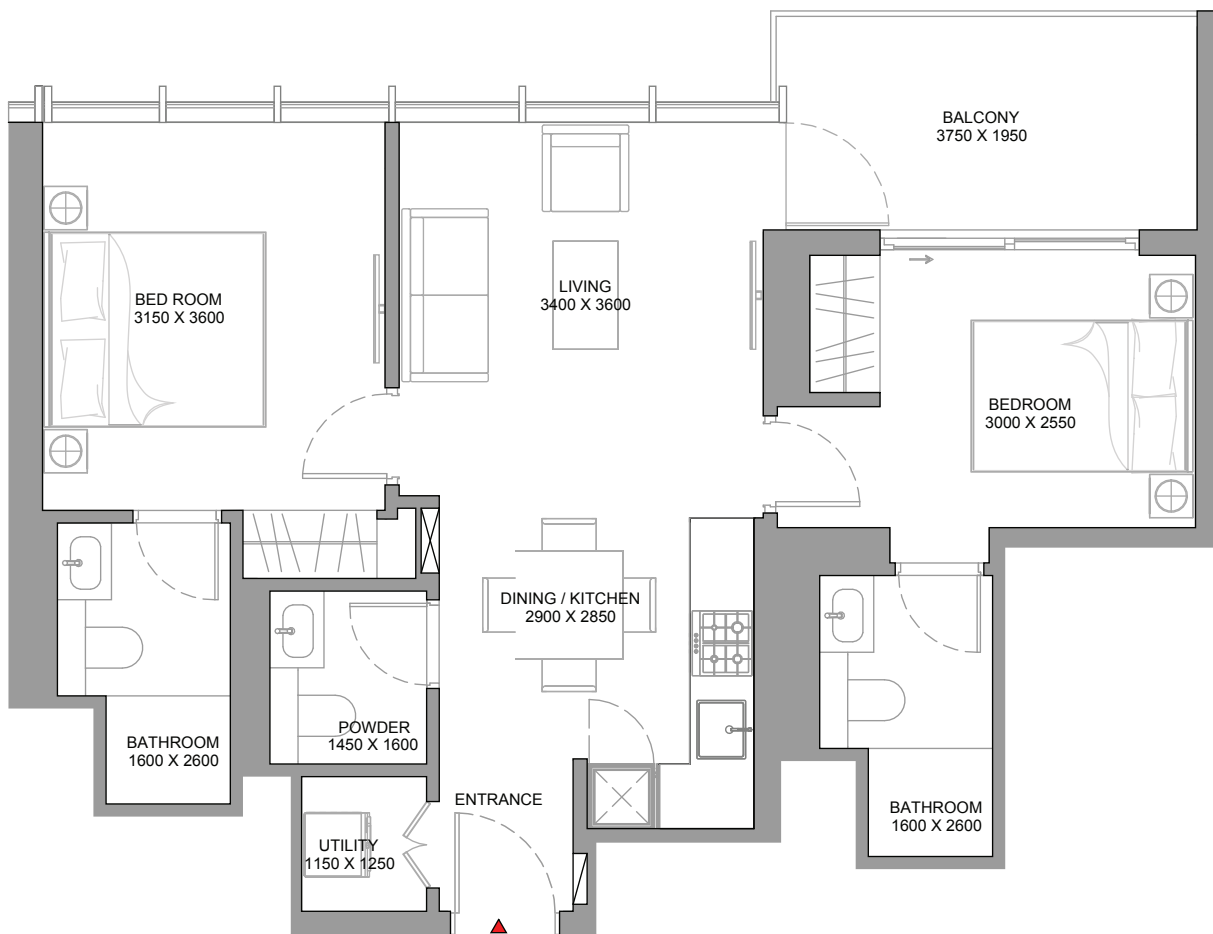 BALCONY
3750 X 1950
BED ROOM
3150 X 3600
LIVING
3400 X 3600
BEDROOM
3000 X 2550
DINING / KITCHEN
2900 X 2850
POWDER
1450 X 1600
BATHROOM
1600 X 2600
ENTRANCE
BATHROOM
1600 X 2600
UTILITY
1150 X 1250